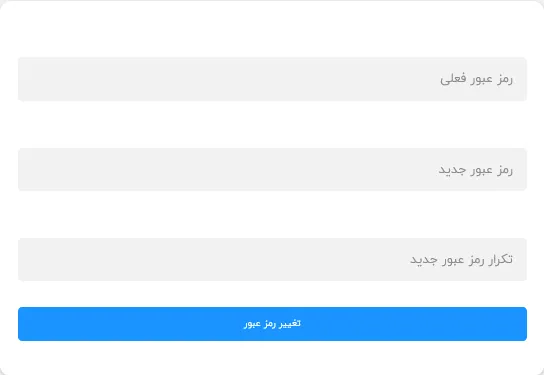 رمز عبور فعلی
رمز عبور جدید
تکرار رمز عبور جدید
تغییر رمز عبور